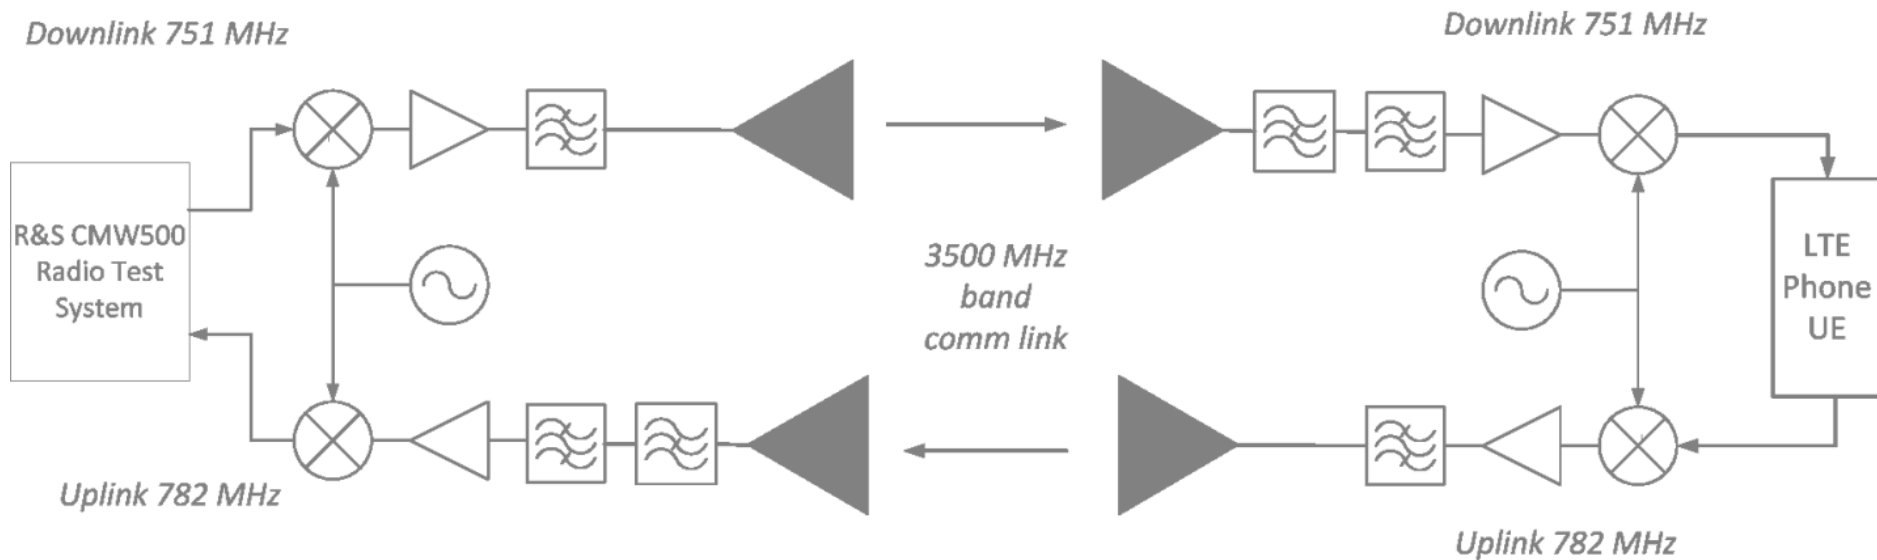 Downlink 751 MHz
Downlink 751 MHz
R&S CMW500
Radio Test
System
3500 MHz
band
comm link
LTE
Phone
UE
Uplink 782 MHz
Uplink 782 MHz